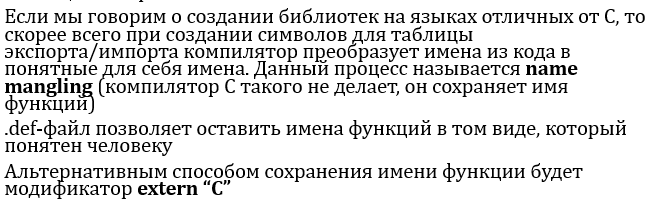 Если мы говорим о создании библиотек на языках отличных от C, то
скорее всего при создании символов для таблицы
экспорта/импорта компилятор преобразует имена из кода в
понятные для себя имена. Данный процесс называется name
mangling (компилятор C такого не делает, он сохраняет имя
функций)
.def-файл позволяет оставить имена функций в том виде, который
понятен человеку
Альтернативным способом сохранения имени функции будет
модификатор extern “C”